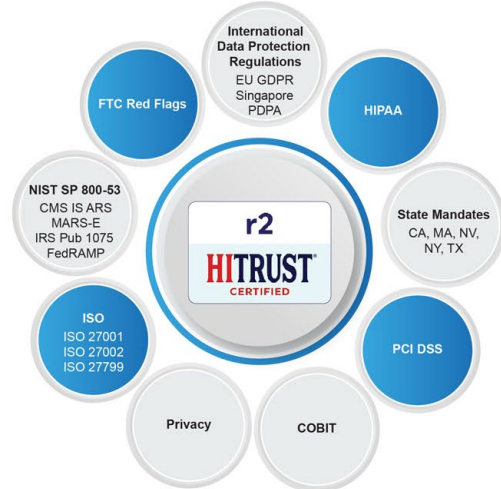 International
Data Protection
Regulations
EU GDPR
Singapore
PDPA
HIPAA
State Mandates
CA, MA, NV,
NY, TX
PCI DSS
COBIT
Privacy
ISO
ISO 27001
ISO 27002
ISO 27799
NIST SP 800-53
CMS IS ARS
MARS-E
IRS Pub 1075
FedRAMP
FTC Red Flags
r2
HITRUST®
CERTIFIED